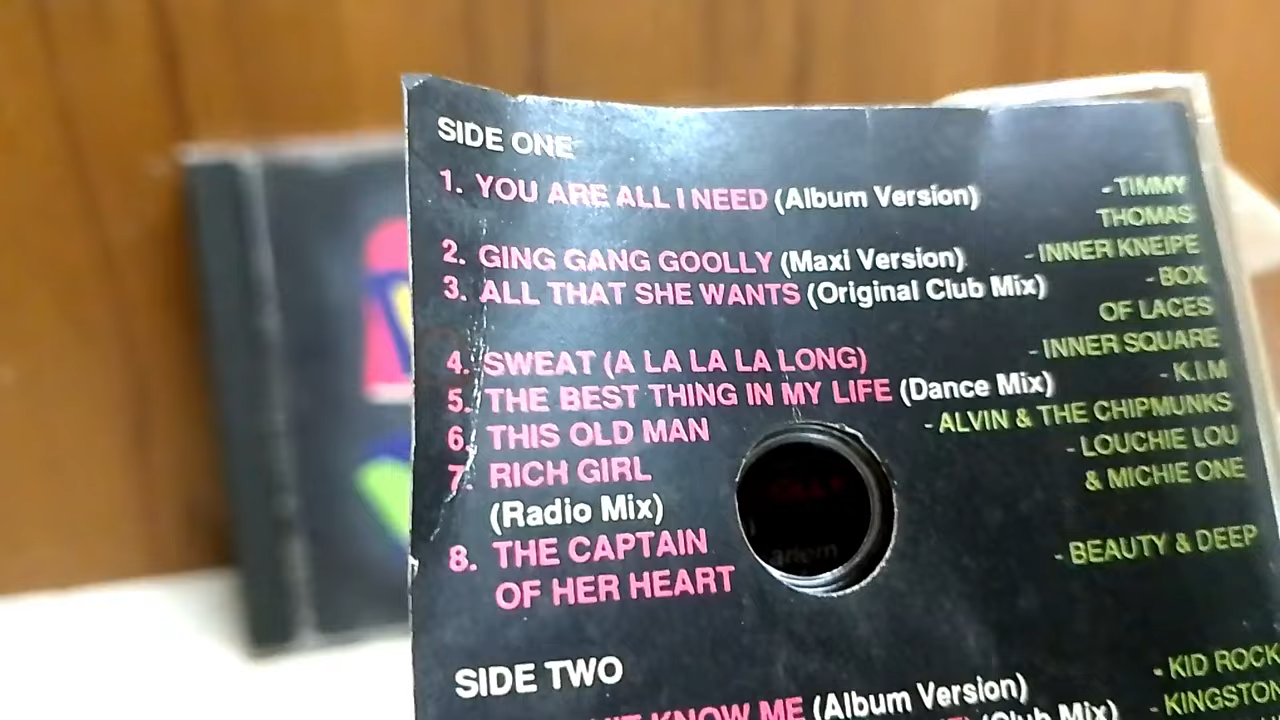 SIDE ONE
1. YOU ARE ALL I NEED (Album Version) - TIMMY
THOMAS
2. GING GANG GOOLLY (Maxi Version) - INNER KNEIPE
3. ALL THAT SHE WANTS (Original Club Mix) - BOX
OF LACES
4. SWEAT (A LA LA LA LONG) - INNER SQUARE
5. THE BEST THING IN MY LIFE (Dance Mix) - K.I.M
6. THIS OLD MAN - ALVIN & THE CHIPMUNKS
7. RICH GIRL - LOUCHIE LOU
(Radio Mix) & MICHIE ONE
8. THE CAPTAIN
OF HER HEART - BEAUTY & DEEP
SIDE TWO
KNOW ME (Album Version) - KID ROCK
(Club Mix) - KINGSTON